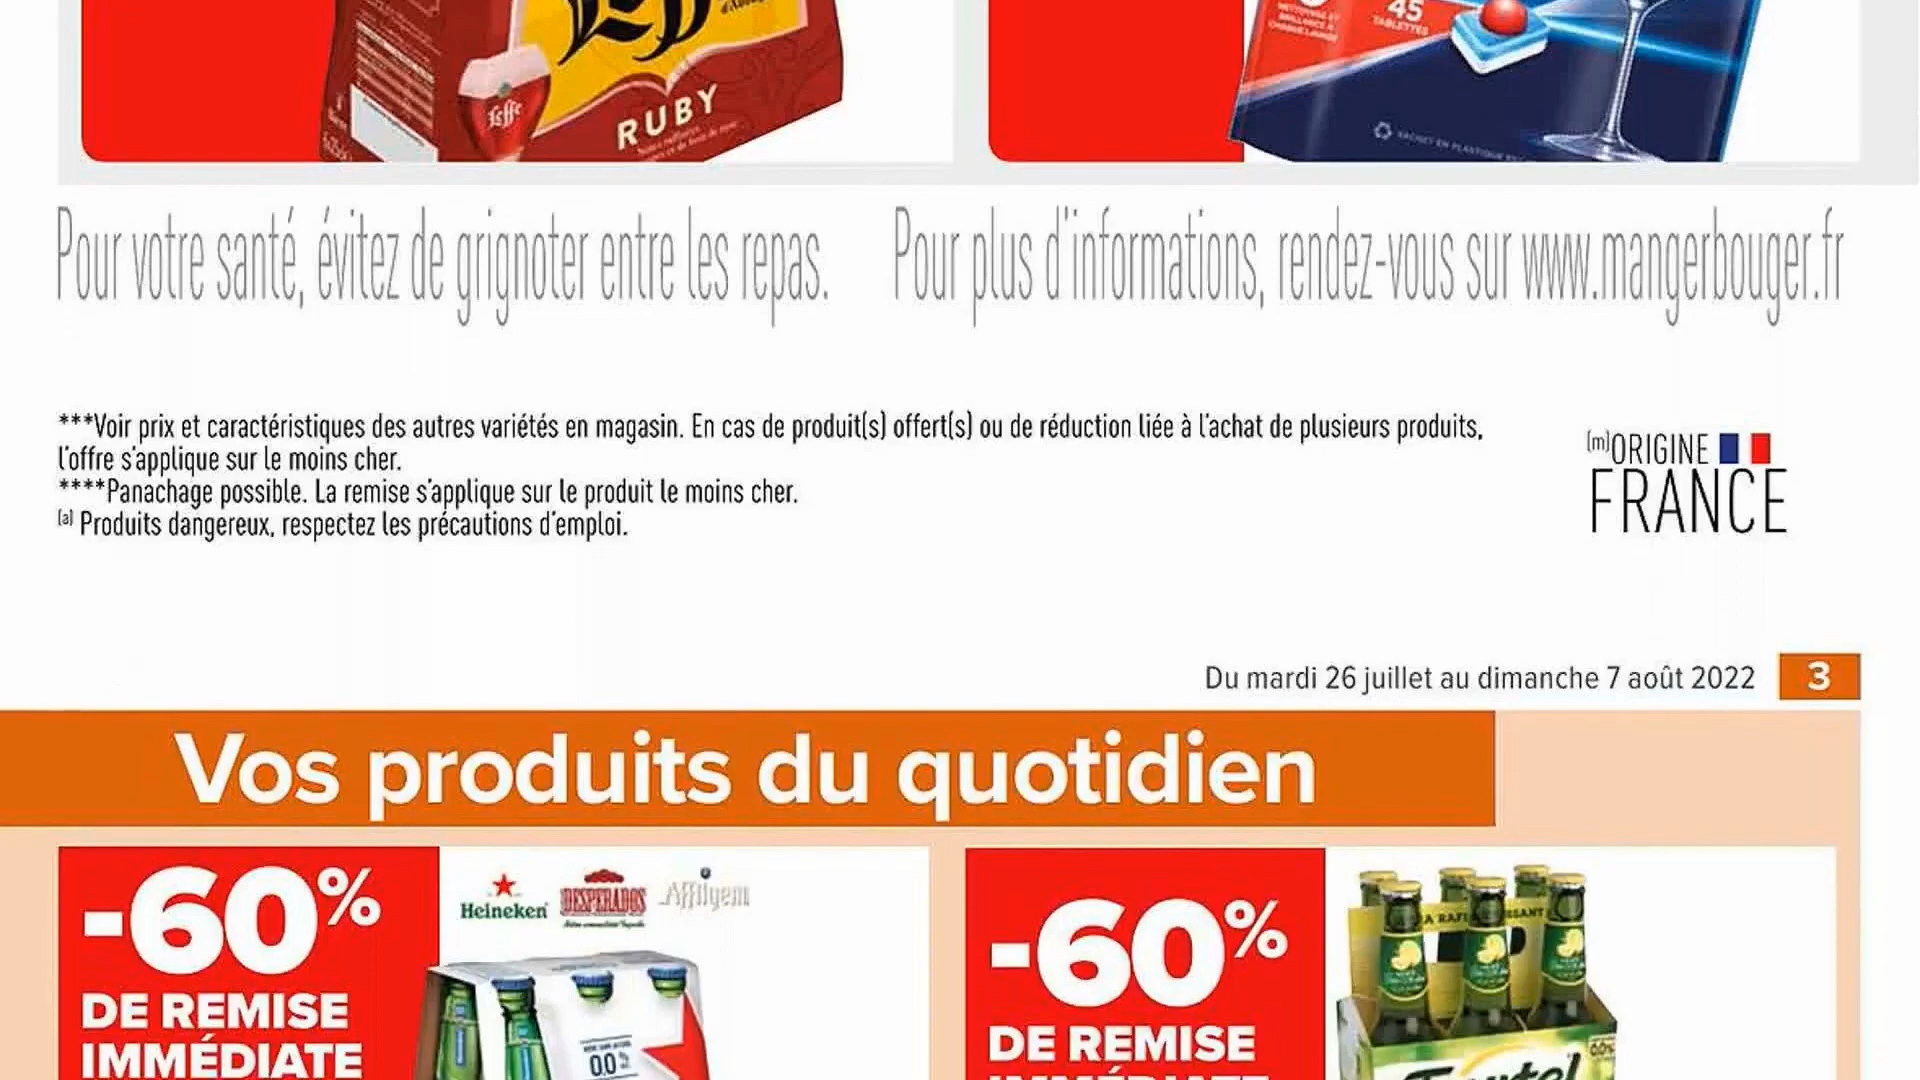 45
TABLETTES
Leffe
RUBY
Pour votre santé, évitez de grignoter entre les repas. Pour plus d'informations, rendez-vous sur www.mangerbouger.fr
***Voir prix et caractéristiques des autres variétés en magasin. En cas de produit(s) offert(s) ou de réduction liée à l'achat de plusieurs produits,
l'offre s'applique sur le moins cher.
****Panachage possible. La remise s'applique sur le produit le moins cher.
(a) Produits dangereux, respectez les précautions d'emploi.
(m)ORIGINE
FRANCE
Du mardi 26 juillet au dimanche 7 août 2022 3
Vos produits du quotidien
-60%
DE REMISE
IMMÉDIATE
Heineken DESPERADOS Affligem
0.0%
-60%
DE REMISE
IMMÉDIATE